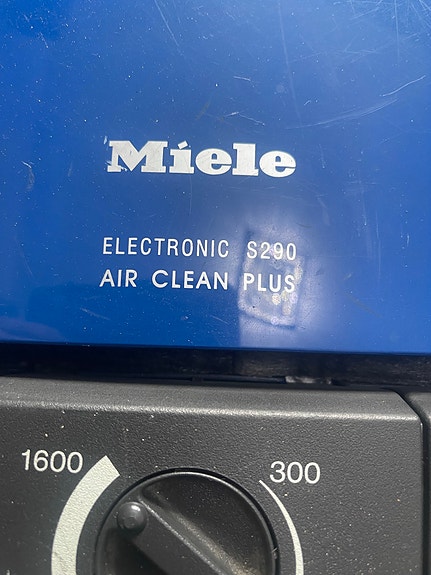 Miele
ELECTRONIC S290
AIR CLEAN PLUS
1600 300